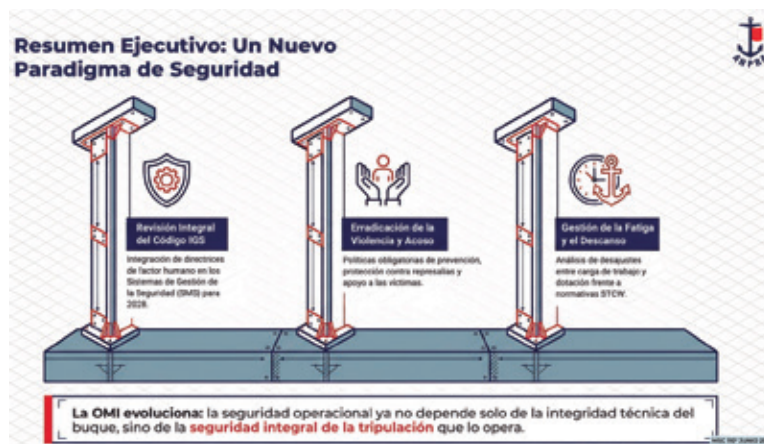 Resumen Ejecutivo: Un Nuevo
Paradigma de Seguridad
ANPRA
Revisión Integral
del Código IGS
Integración de directrices
de factor humano en los
Sistemas de Gestión de
la Seguridad (SMS) para
2028.
Erradicación de la
Violencia y Acoso
Políticas obligatorias de prevención,
protección contra represalias y
apoyo a las víctimas.
Gestión de la Fatiga
y el Descanso
Análisis de desajustes
entre carga de trabajo y
dotación frente a
normativas STCW.
La OMI evoluciona: la seguridad operacional ya no depende solo de la integridad técnica del
buque, sino de la seguridad integral de la tripulación que lo opera.